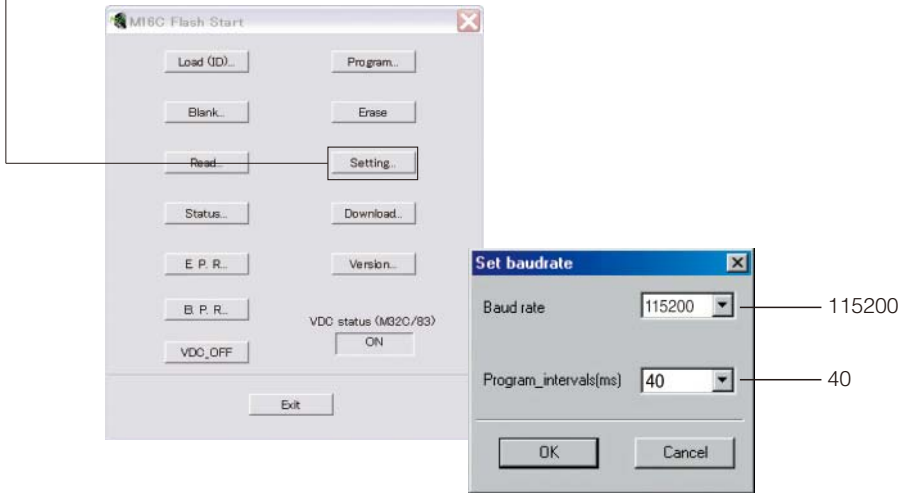 M16C Flash Start
Load (ID)... Program...
Blank... Erase
Read... Setting...
Status... Download...
E. P. R... Version...
B. P. R...
VDC status (M32C/83)
ON
VDC_OFF
Exit
Set baudrate
Baud rate 115200 115200
Program_intervals(ms) 40 40
OK Cancel